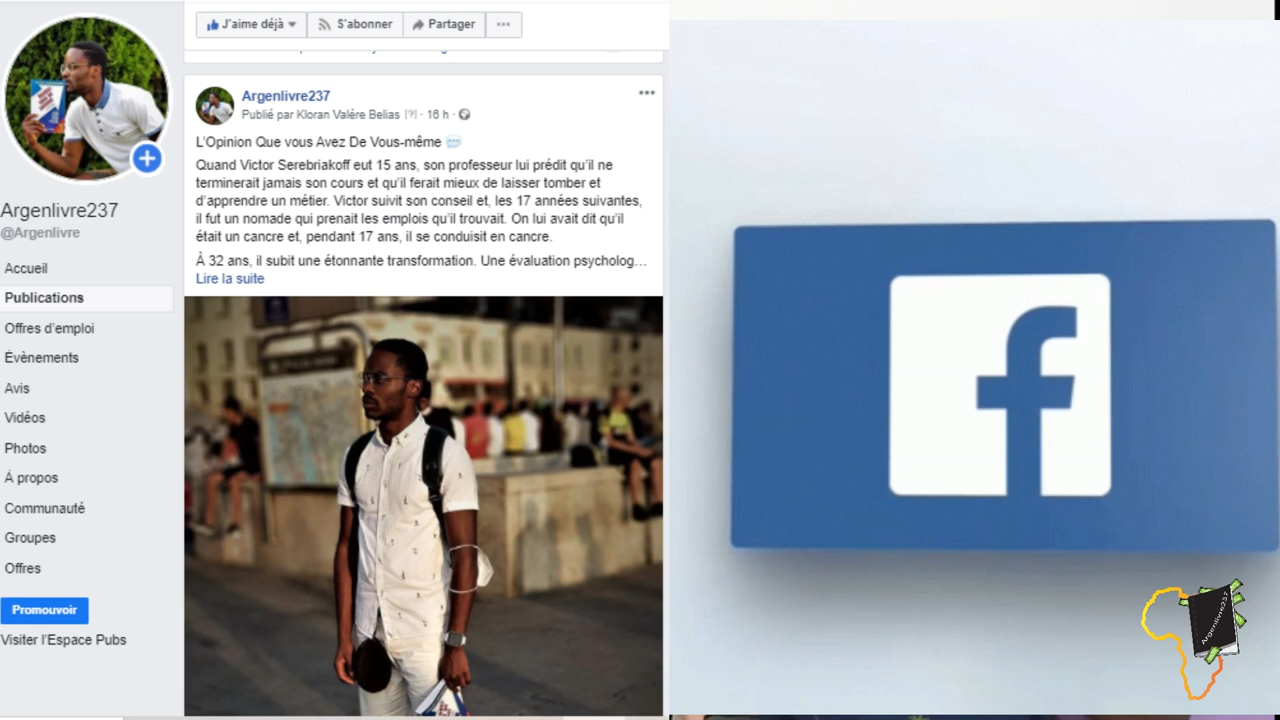 J'aime déjà
S'abonner
Partager
Argenlivre237
Publié par Kloran Valère Belias [?] · 16 h ·
L'Opinion Que vous Avez De Vous-même
Quand Victor Serebriakoff eut 15 ans, son professeur lui prédit qu'il ne
terminerait jamais son cours et qu'il ferait mieux de laisser tomber et
d'apprendre un métier. Victor suivit son conseil et, les 17 années suivantes,
il fut un nomade qui prenait les emplois qu'il trouvait. On lui avait dit qu'il
était un cancre et, pendant 17 ans, il se conduisit en cancre.
À 32 ans, il subit une étonnante transformation. Une évaluation psycholog...
Lire la suite
Argenlivre237
@Argenlivre
Accueil
Publications
Offres d'emploi
Évènements
Avis
Vidéos
Photos
À propos
Communauté
Groupes
Offres
Promouvoir
Visiter l'Espace Pubs
f
Argenlivre237